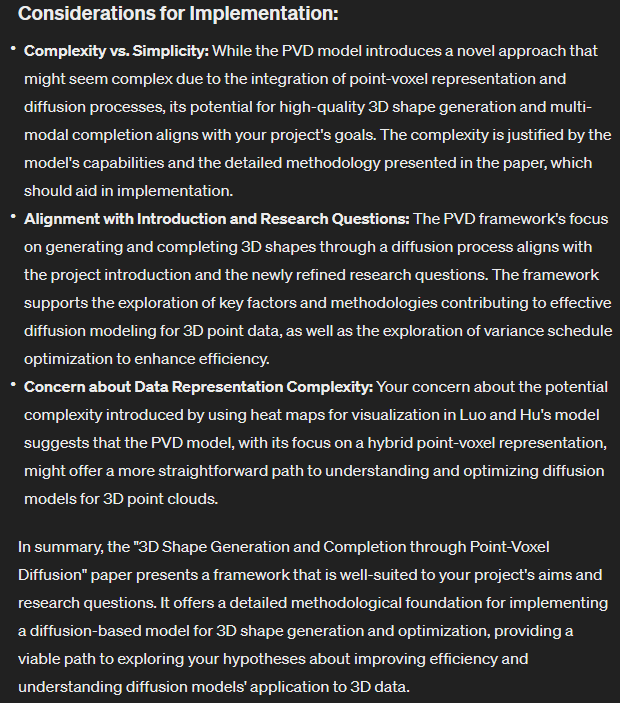 Considerations for Implementation:
• Complexity vs. Simplicity: While the PVD model introduces a novel approach that
might seem complex due to the integration of point-voxel representation and
diffusion processes, its potential for high-quality 3D shape generation and multi-
modal completion aligns with your project's goals. The complexity is justified by the
model's capabilities and the detailed methodology presented in the paper, which
should aid in implementation.
• Alignment with Introduction and Research Questions: The PVD framework's focus
on generating and completing 3D shapes through a diffusion process aligns with
the project introduction and the newly refined research questions. The framework
supports the exploration of key factors and methodologies contributing to effective
diffusion modeling for 3D point data, as well as the exploration of variance schedule
optimization to enhance efficiency.
• Concern about Data Representation Complexity: Your concern about the potential
complexity introduced by using heat maps for visualization in Luo and Hu's model
suggests that the PVD model, with its focus on a hybrid point-voxel representation,
might offer a more straightforward path to understanding and optimizing diffusion
models for 3D point clouds.
In summary, the "3D Shape Generation and Completion through Point-Voxel
Diffusion" paper presents a framework that is well-suited to your project's aims and
research questions. It offers a detailed methodological foundation for implementing
a diffusion-based model for 3D shape generation and optimization, providing a
viable path to exploring your hypotheses about improving efficiency and
understanding diffusion models' application to 3D data.